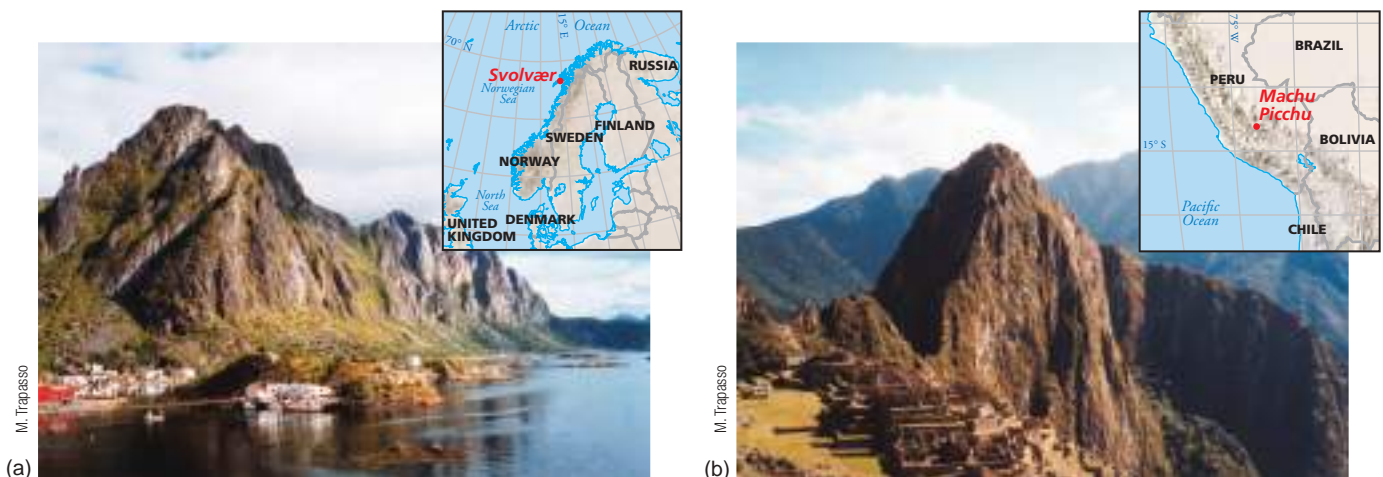 Arctic Ocean
15° E
70° N
RUSSIA
Svolvær
Norwegian
Sea
FINLAND
SWEDEN
NORWAY
North
Sea
DENMARK
UNITED
KINGDOM
M. Trapasso
(a)
75° W
BRAZIL
PERU
Machu
Picchu
BOLIVIA
15° S
Pacific
Ocean
CHILE
M. Trapasso
(b)